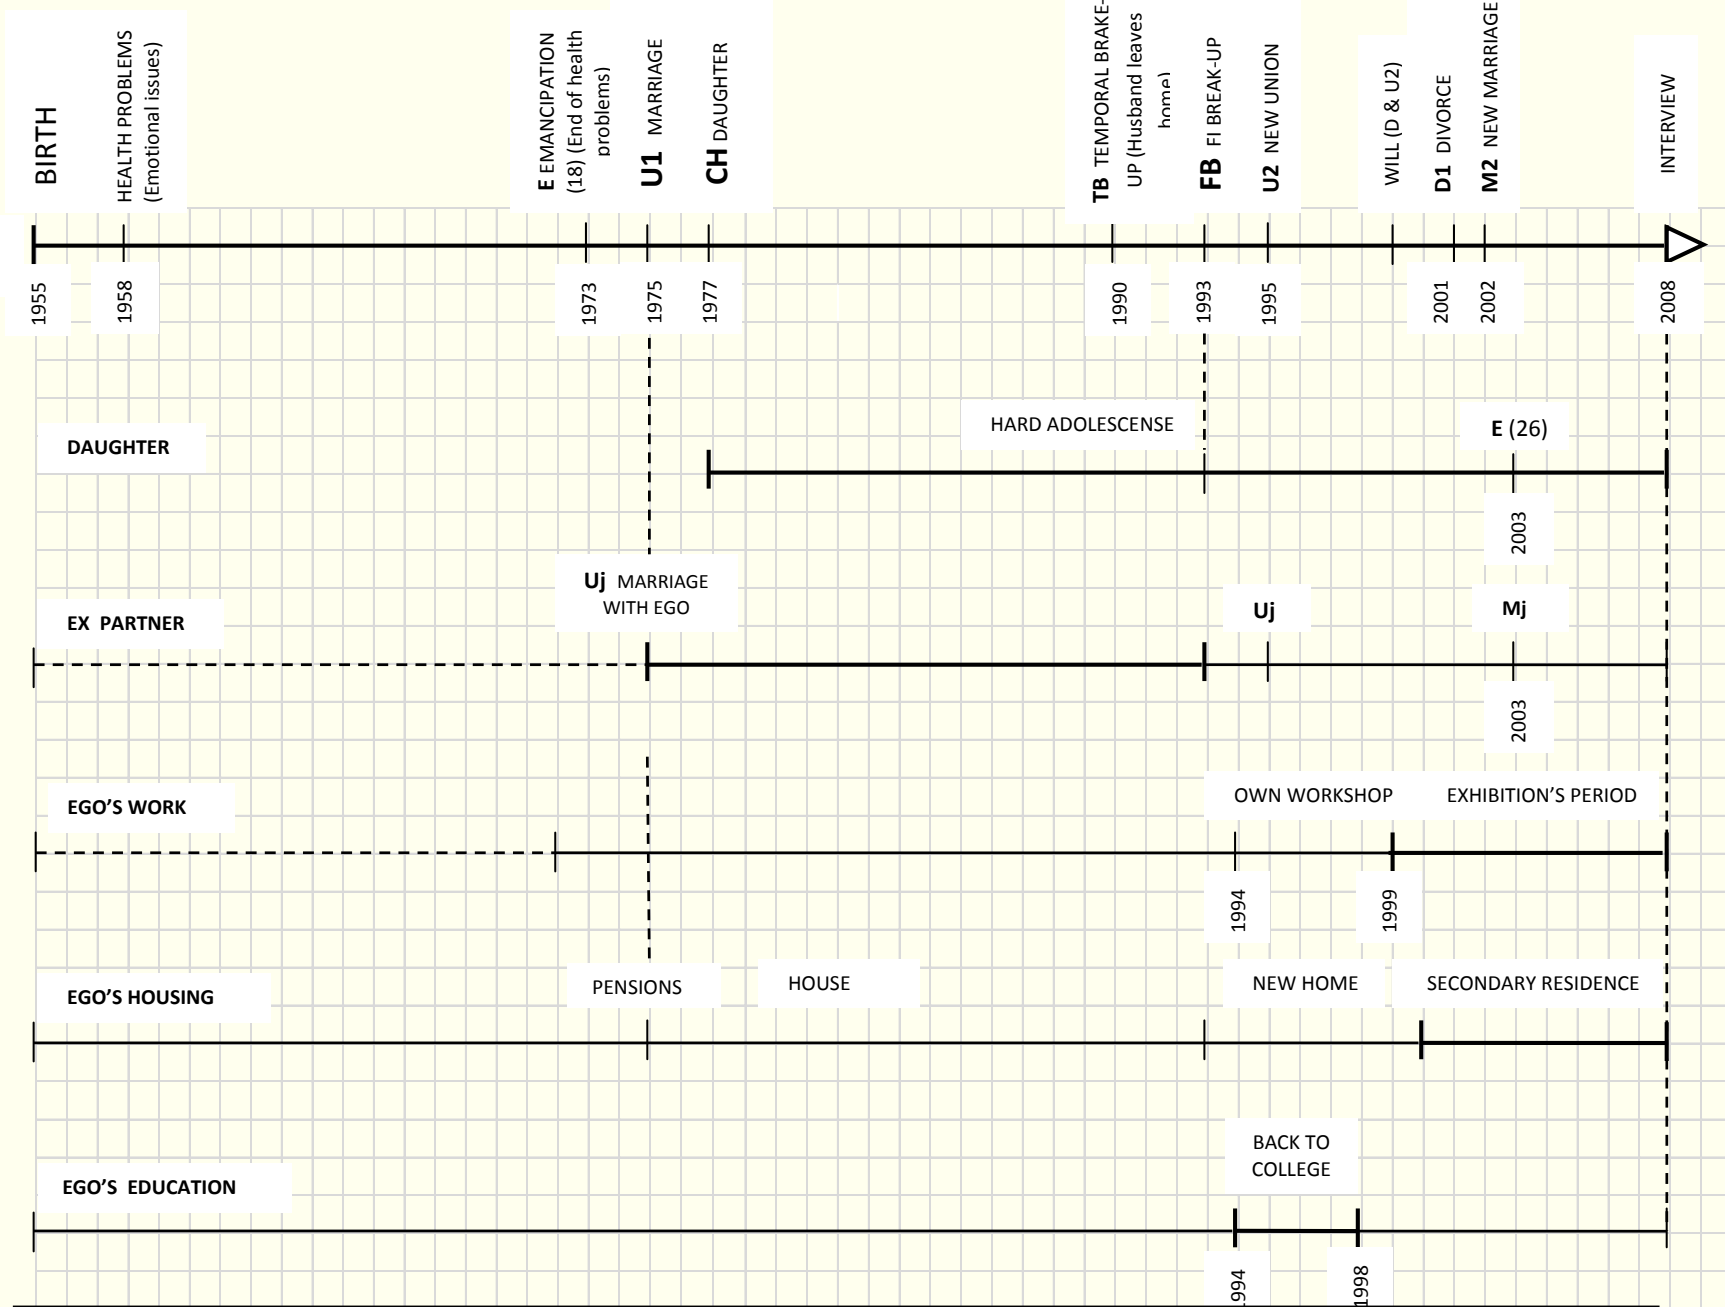 BIRTH
HEALTH PROBLEMS
(Emotional issues)
E EMANCIPATION
(18) (End of health
problems)
U1 MARRIAGE
CH DAUGHTER
TB TEMPORAL BRAKE-
UP (Husband leaves
home)
FB FI BREAK-UP
U2 NEW UNION
WILL (D & U2)
D1 DIVORCE
M2 NEW MARRIAGE
INTERVIEW
1955
1958
1973
1975
1977
1990
1993
1995
2001
2002
2008
DAUGHTER
HARD ADOLESCENSE
E (26)
2003
EX PARTNER
Uj MARRIAGE
WITH EGO
Uj
Mj
2003
EGO’S WORK
OWN WORKSHOP
EXHIBITION’S PERIOD
1994
1999
EGO’S HOUSING
PENSIONS
HOUSE
NEW HOME
SECONDARY RESIDENCE
EGO’S EDUCATION
BACK TO
COLLEGE
1994
1998